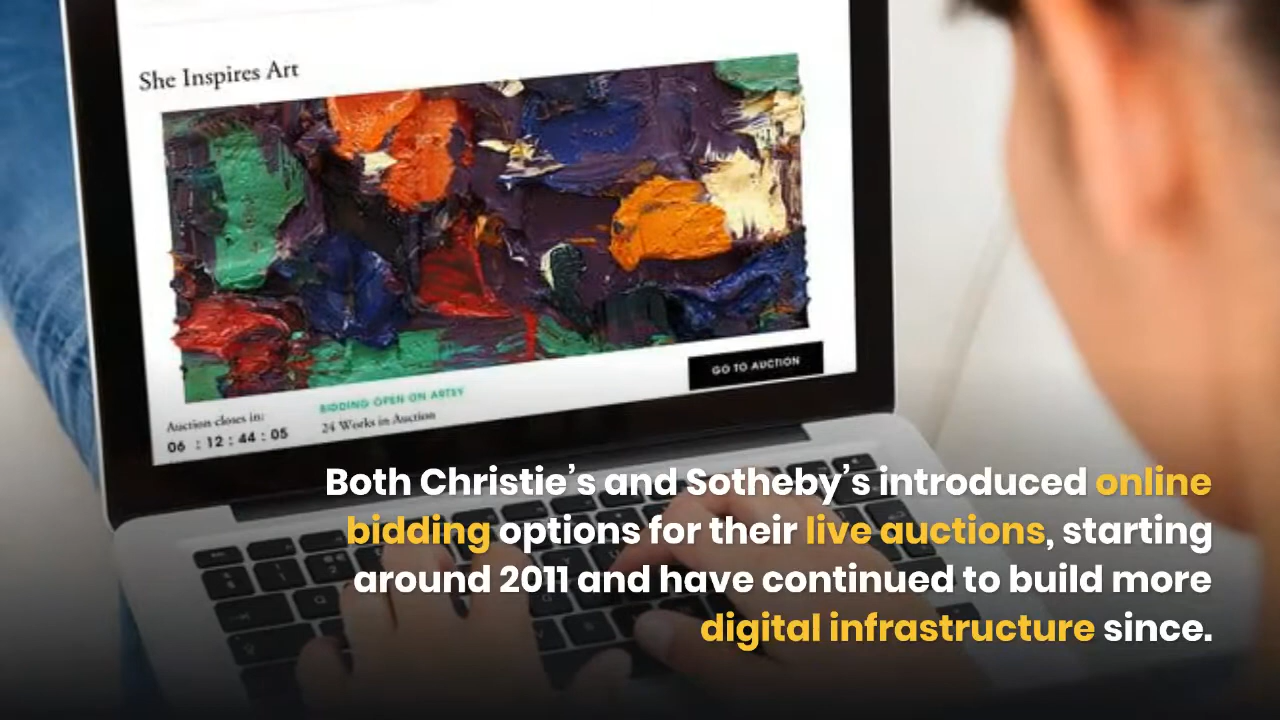 She Inspires Art
GO TO AUCTION
BIDDING OPEN ON ARTSY
Auction closes in:
24 Works in Auction
06 : 12 : 44 : 05
Both Christie’s and Sotheby’s introduced online
bidding options for their live auctions, starting
around 2011 and have continued to build more
digital infrastructure since.